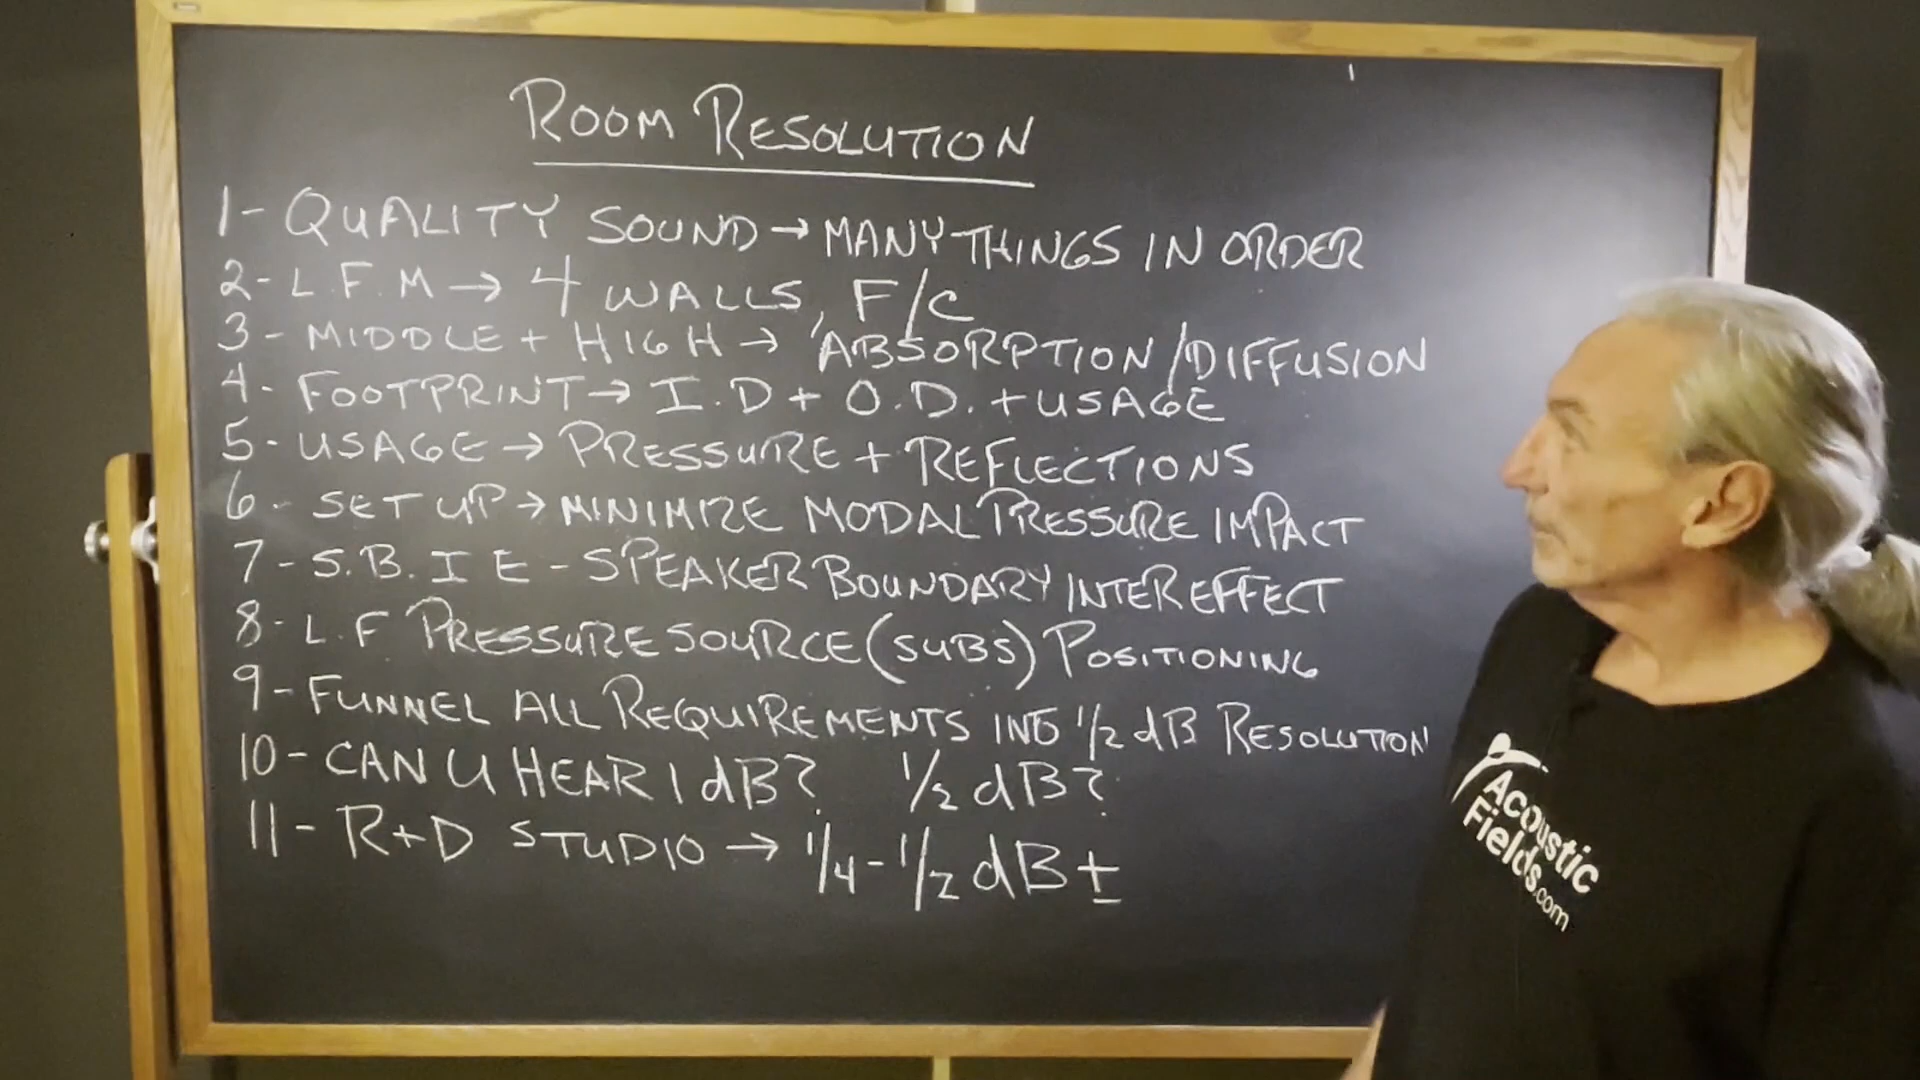 ROOM RESOLUTION
1- QUALITY SOUND → MANY THINGS IN ORDER
2- L.F.M → 4 WALLS, F/C
3- MIDDLE + HIGH → ABSORPTION/DIFFUSION
4- FOOTPRINT → I.D + O.D. + USAGE
5- USAGE → PRESSURE + REFLECTIONS
6- SET UP → MINIMIZE MODAL PRESSURE IMPACT
7- S.B.I E - SPEAKER BOUNDARY INTER EFFECT
8- L.F PRESSURE SOURCE (SUBS) POSITIONING
9- FUNNEL ALL REQUIREMENTS INTO 1/2 dB RESOLUTION
10- CAN U HEAR 1 dB? 1/2 dB?
11- R+D STUDIO → 1/4-1/2 dB ±
Acoustic
Fields.com